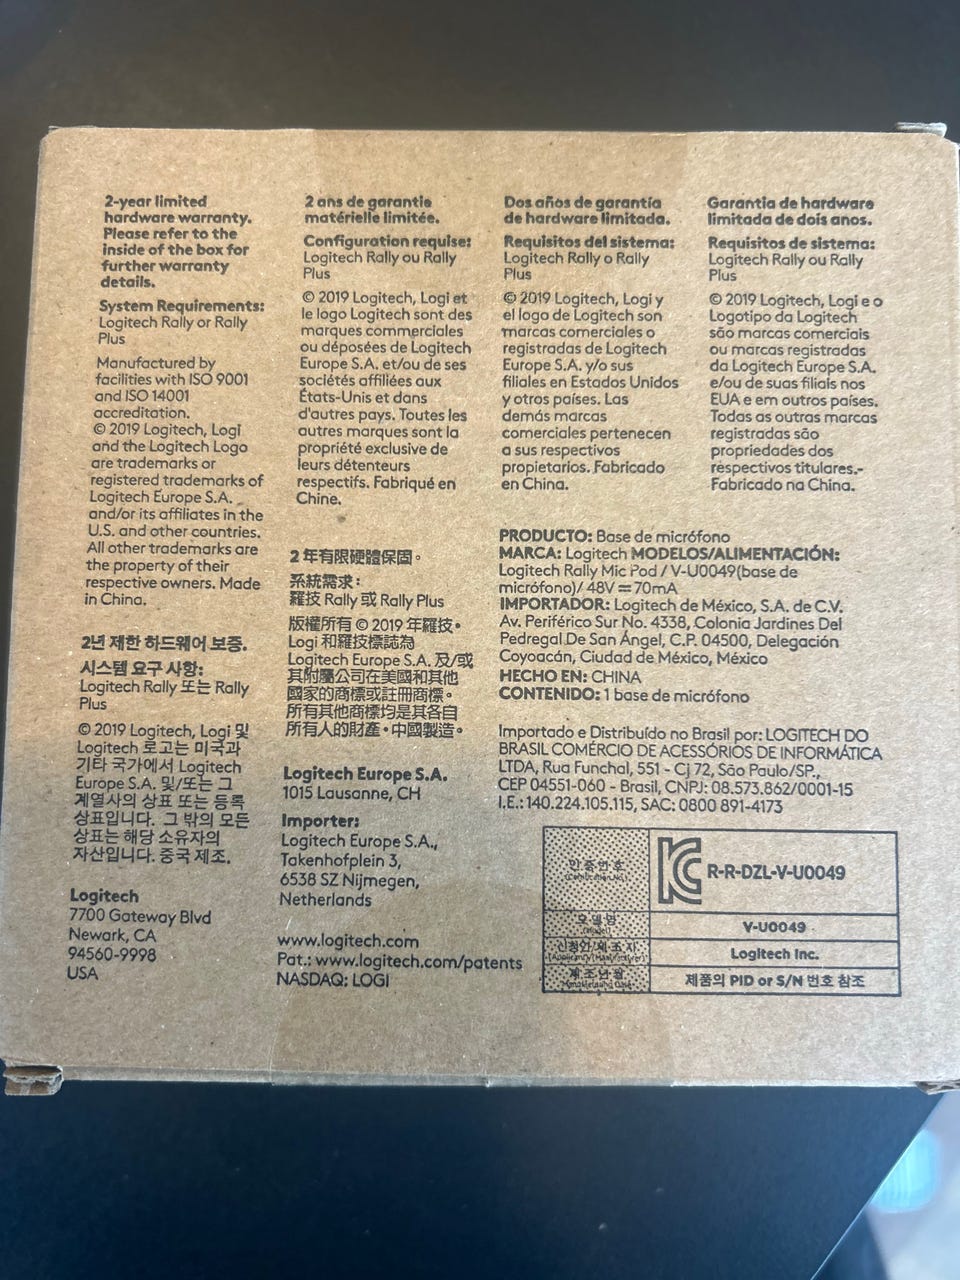 2-year limited
hardware warranty.
Please refer to the
inside of the box for
further warranty
details.
System Requirements:
Logitech Rally or Rally
Plus
Manufactured by
facilities with ISO 9001
and ISO 14001
accreditation.
© 2019 Logitech, Logi
and the Logitech Logo
are trademarks or
registered trademarks of
Logitech Europe S.A.
and/or its affiliates in the
U.S. and other countries.
All other trademarks are
the property of their
respective owners. Made
in China.
2년 제한 하드웨어 보증.
시스템 요구 사항:
Logitech Rally 또는 Rally
Plus
© 2019 Logitech, Logi 및
Logitech 로고는 미국과
기타 국가에서 Logitech
Europe S.A. 및/또는 그
계열사의 상표 또는 등록
상표입니다. 그 밖의 모든
상표는 해당 소유자의
자산입니다. 중국 제조.
Logitech
7700 Gateway Blvd
Newark, CA
94560-9998
USA
2 ans de garantie
matérielle limitée.
Configuration requise:
Logitech Rally ou Rally
Plus
© 2019 Logitech, Logi et
le logo Logitech sont des
marques commerciales
ou déposées de Logitech
Europe S.A. et/ou de ses
sociétés affiliées aux
États-Unis et dans
d'autres pays. Toutes les
autres marques sont la
propriété exclusive de
leurs détenteurs
respectifs. Fabriqué en
Chine.
2 年有限硬體保固。
系統需求：
羅技 Rally 或 Rally Plus
版權所有 © 2019 年羅技。
Logi 和羅技標誌為
Logitech Europe S.A. 及/或
其附屬公司在美國和其他
國家的商標或註冊商標。
所有其他商標均是其各自
所有人的財產。中國製造。
Logitech Europe S.A.
1015 Lausanne, CH
Importer:
Logitech Europe S.A.,
Takenhofplein 3,
6538 SZ Nijmegen,
Netherlands
www.logitech.com
Pat.: www.logitech.com/patents
NASDAQ: LOGI
Dos años de garantía
de hardware limitada.
Requisitos del sistema:
Logitech Rally o Rally
Plus
© 2019 Logitech, Logi y
el logo de Logitech son
marcas comerciales o
registradas de Logitech
Europe S.A. y/o sus
filiales en Estados Unidos
y otros países. Las
demás marcas
comerciales pertenecen
a sus respectivos
propietarios. Fabricado
en China.
Garantia de hardware
limitada de dois anos.
Requisitos de sistema:
Logitech Rally ou Rally
Plus
© 2019 Logitech, Logi e o
Logotipo da Logitech
são marcas comerciais
ou marcas registradas
da Logitech Europe S.A.
e/ou de suas filiais nos
EUA e em outros países.
Todas as outras marcas
registradas são
propriedades dos
respectivos titulares.-
Fabricado na China.
PRODUCTO: Base de micrófono
MARCA: Logitech MODELOS/ALIMENTACIÓN:
Logitech Rally Mic Pod / V-U0049(base de
micrófono)/ 48V ⎓ 70mA
IMPORTADOR: Logitech de México, S.A. de C.V.
Av. Periférico Sur No. 4338, Colonia Jardines Del
Pedregal De San Ángel, C.P. 04500, Delegación
Coyoacán, Ciudad de México, México
HECHO EN: CHINA
CONTENIDO: 1 base de micrófono
Importado e Distribuído no Brasil por: LOGITECH DO
BRASIL COMÉRCIO DE ACESSÓRIOS DE INFORMÁTICA
LTDA, Rua Funchal, 551 - Cj 72, São Paulo/SP.,
CEP 04551-060 - Brasil, CNPJ: 08.573.862/0001-15
I.E.: 140.224.105.115, SAC: 0800 891-4173
인증번호
R-R-DZL-V-U0049
모델명
V-U0049
신청인/제조자
Logitech Inc.
제조년월
제품의 PID or S/N 번호 참조